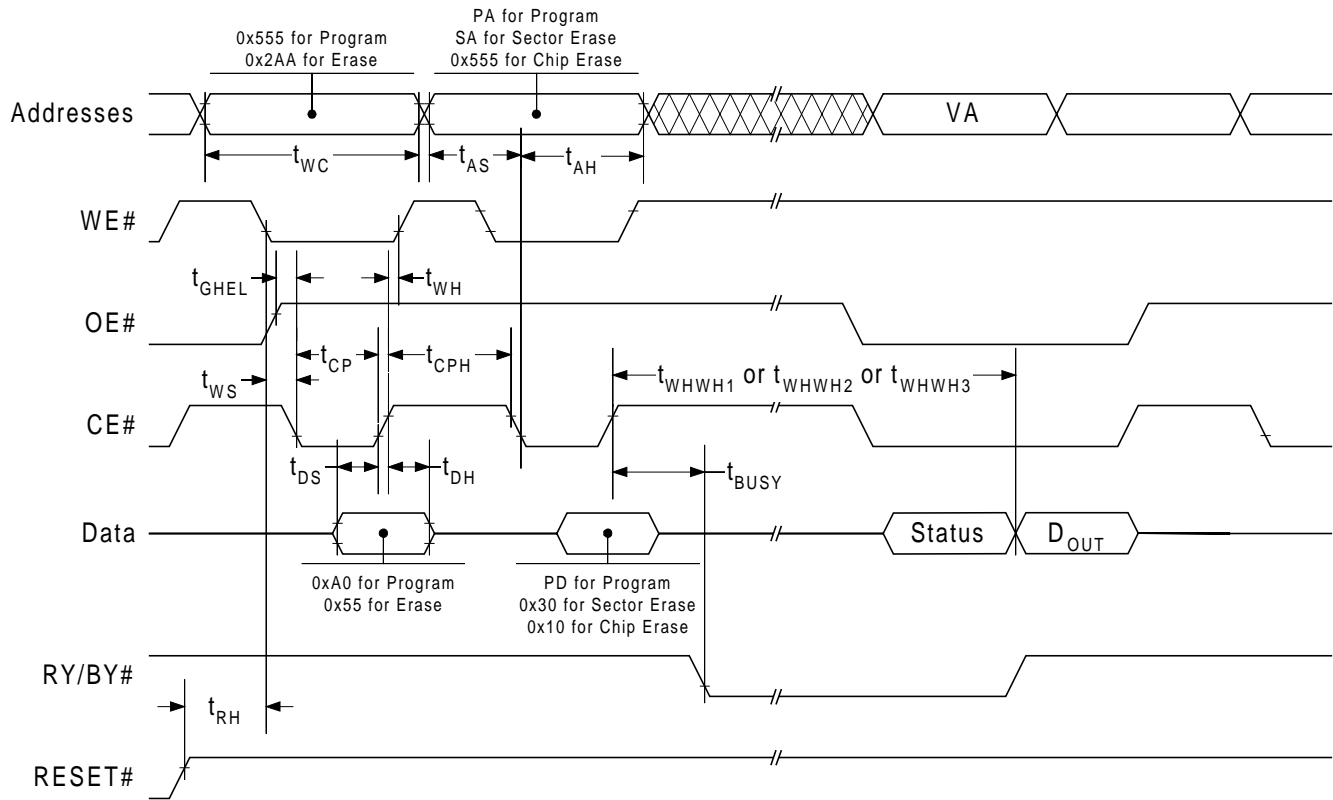 PA for Program
0x555 for Program
SA for Sector Erase
0x2AA for Erase
0x555 for Chip Erase
Addresses
VA
tWC
tAS
tAH
WE#
tGHEL
tWH
OE#
tCP
tCPH
tWS
tWHWH1 or tWHWH2 or tWHWH3
CE#
tDS
tDH
tBUSY
Data
Status
DOUT
0xA0 for Program
0x55 for Erase
PD for Program
0x30 for Sector Erase
0x10 for Chip Erase
RY/BY#
tRH
RESET#